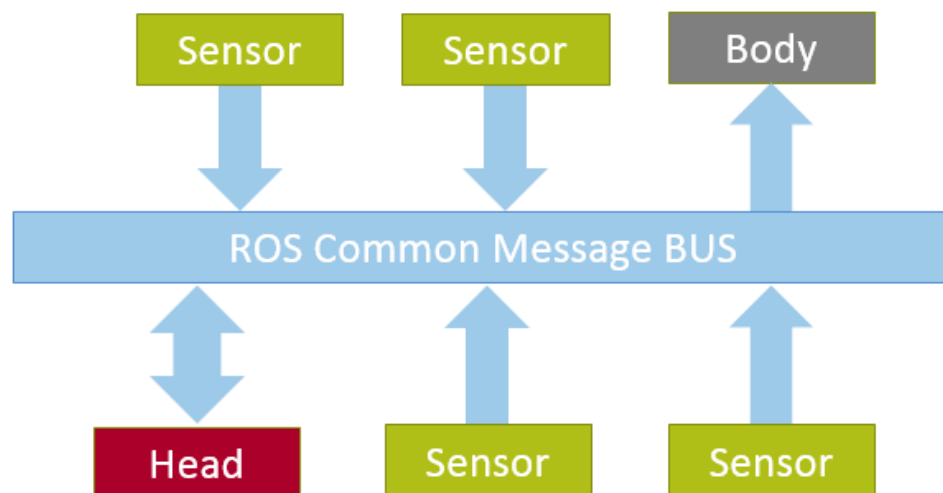 Sensor
Sensor
Body
ROS Common Message BUS
Head
Sensor
Sensor